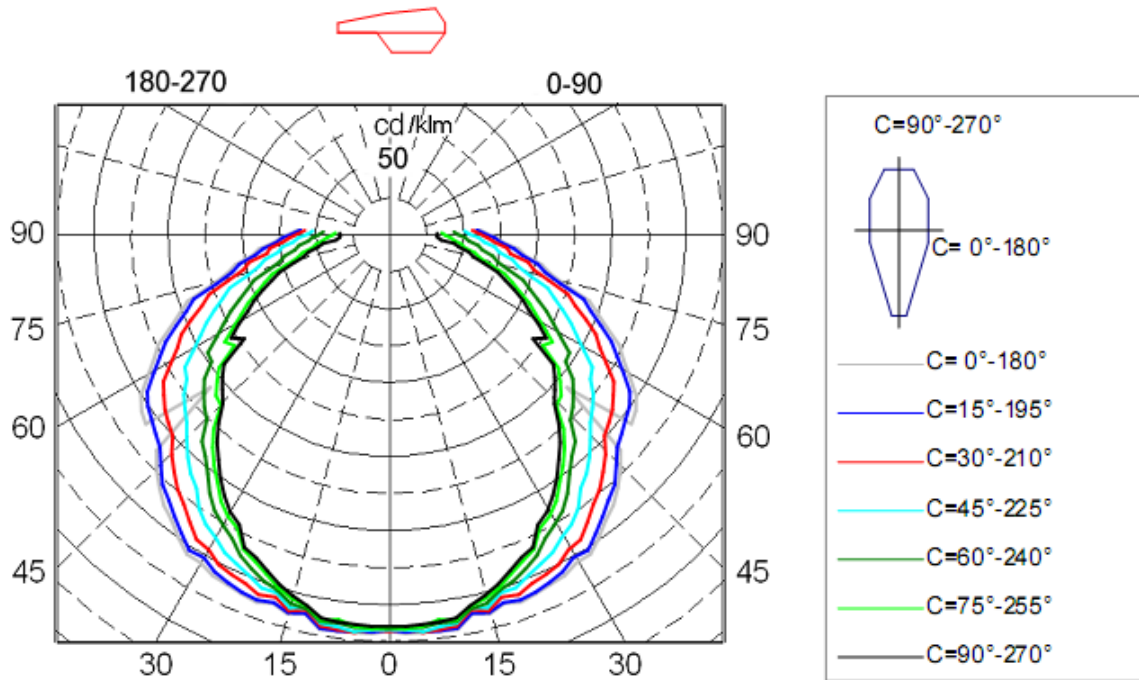 180-270 0-90
cd/klm
50
90 90
75 75
60 60
45 45
30 15 0 15 30
C=90°-270°
C= 0°-180°
C= 0°-180°
C=15°-195°
C=30°-210°
C=45°-225°
C=60°-240°
C=75°-255°
C=90°-270°